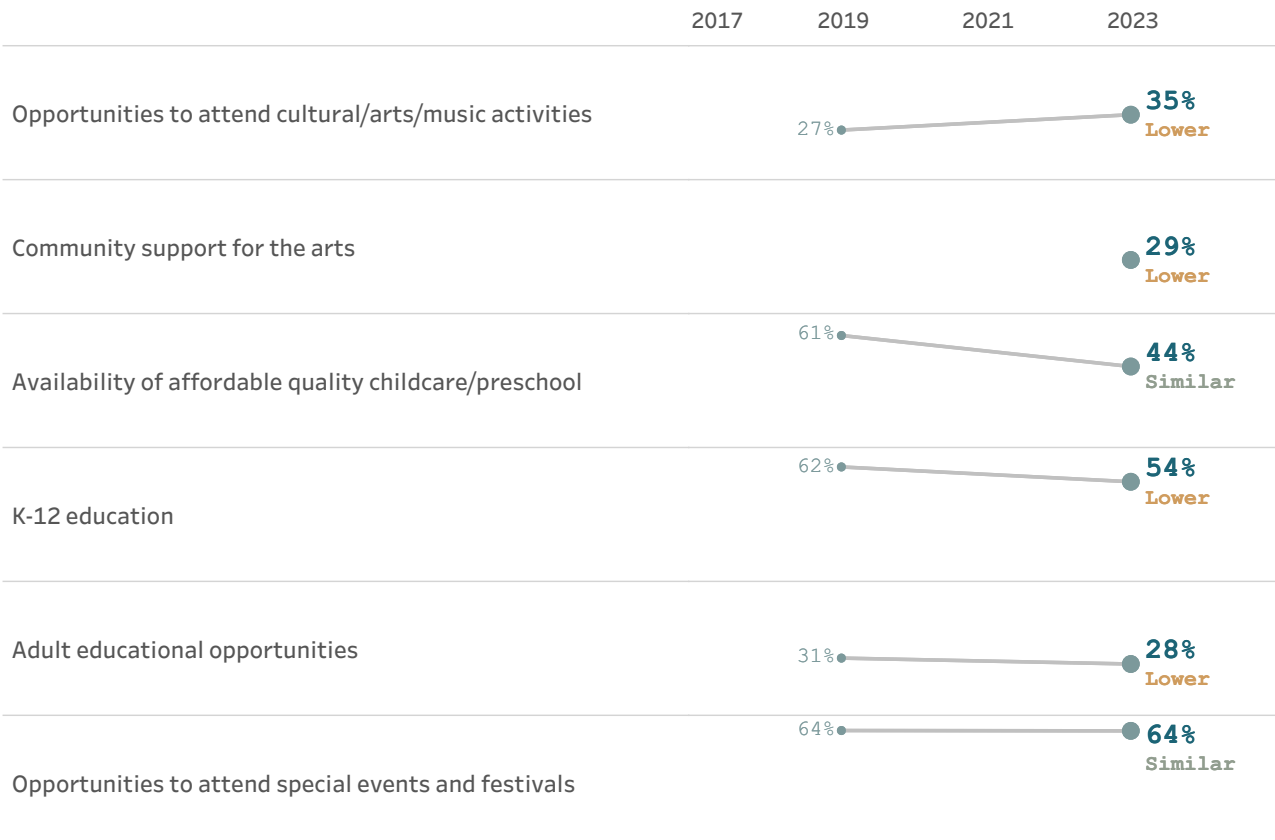 2017 2019 2021 2023
Opportunities to attend cultural/arts/music activities
27%
35%
Lower
Community support for the arts
29%
Lower
Availability of affordable quality childcare/preschool
61%
44%
Similar
K-12 education
62%
54%
Lower
Adult educational opportunities
31%
28%
Lower
Opportunities to attend special events and festivals
64%
64%
Similar